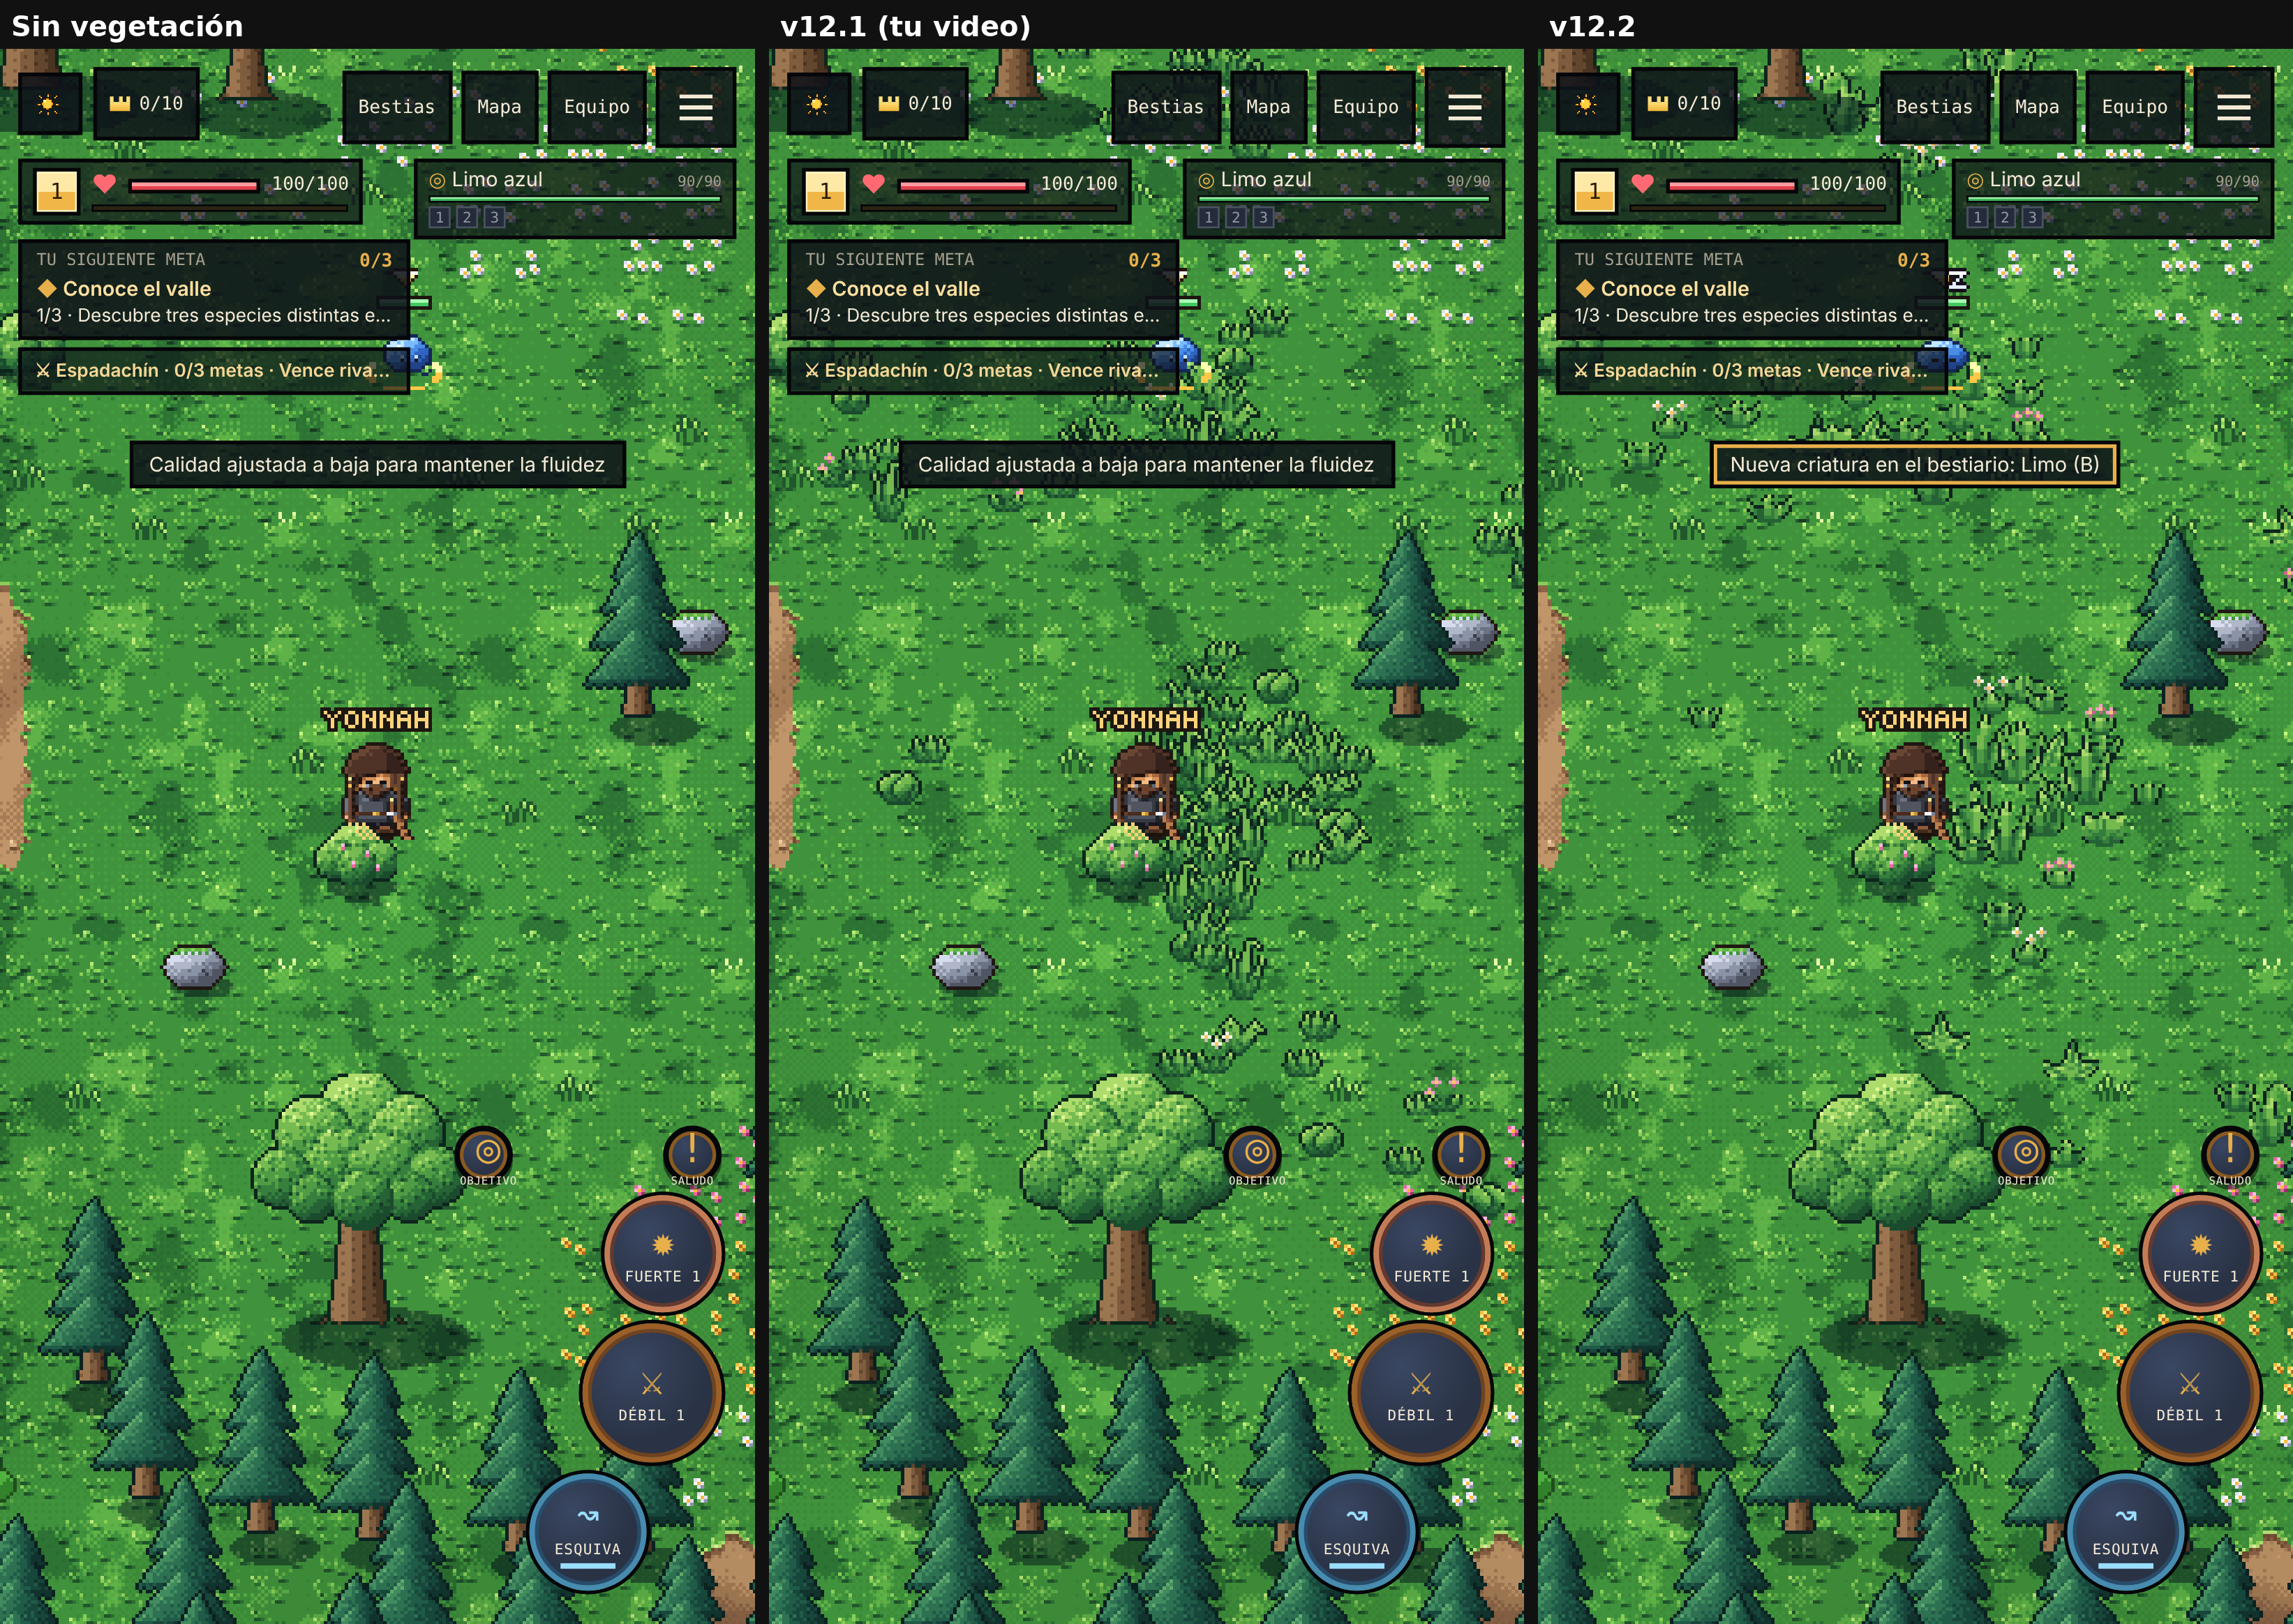 Sin vegetación
0/10
Bestias
Mapa
Equipo
1
100/100
Limo azul
90/90
1 2 3
TU SIGUIENTE META
0/3
Conoce el valle
1/3 · Descubre tres especies distintas e...
Espadachín · 0/3 metas · Vence riva...
Calidad ajustada a baja para mantener la fluidez
YONNAH
OBJETIVO
!
SALUDO
FUERTE 1
DÉBIL 1
ESQUIVA
v12.1 (tu video)
0/10
Bestias
Mapa
Equipo
1
100/100
Limo azul
90/90
1 2 3
TU SIGUIENTE META
0/3
Conoce el valle
1/3 · Descubre tres especies distintas e...
Espadachín · 0/3 metas · Vence riva...
Calidad ajustada a baja para mantener la fluidez
YONNAH
OBJETIVO
!
SALUDO
FUERTE 1
DÉBIL 1
ESQUIVA
v12.2
0/10
Bestias
Mapa
Equipo
1
100/100
Limo azul
90/90
1 2 3
TU SIGUIENTE META
0/3
Conoce el valle
1/3 · Descubre tres especies distintas e...
Espadachín · 0/3 metas · Vence riva...
Nueva criatura en el bestiario: Limo (B)
YONNAH
OBJETIVO
!
SALUDO
FUERTE 1
DÉBIL 1
ESQUIVA